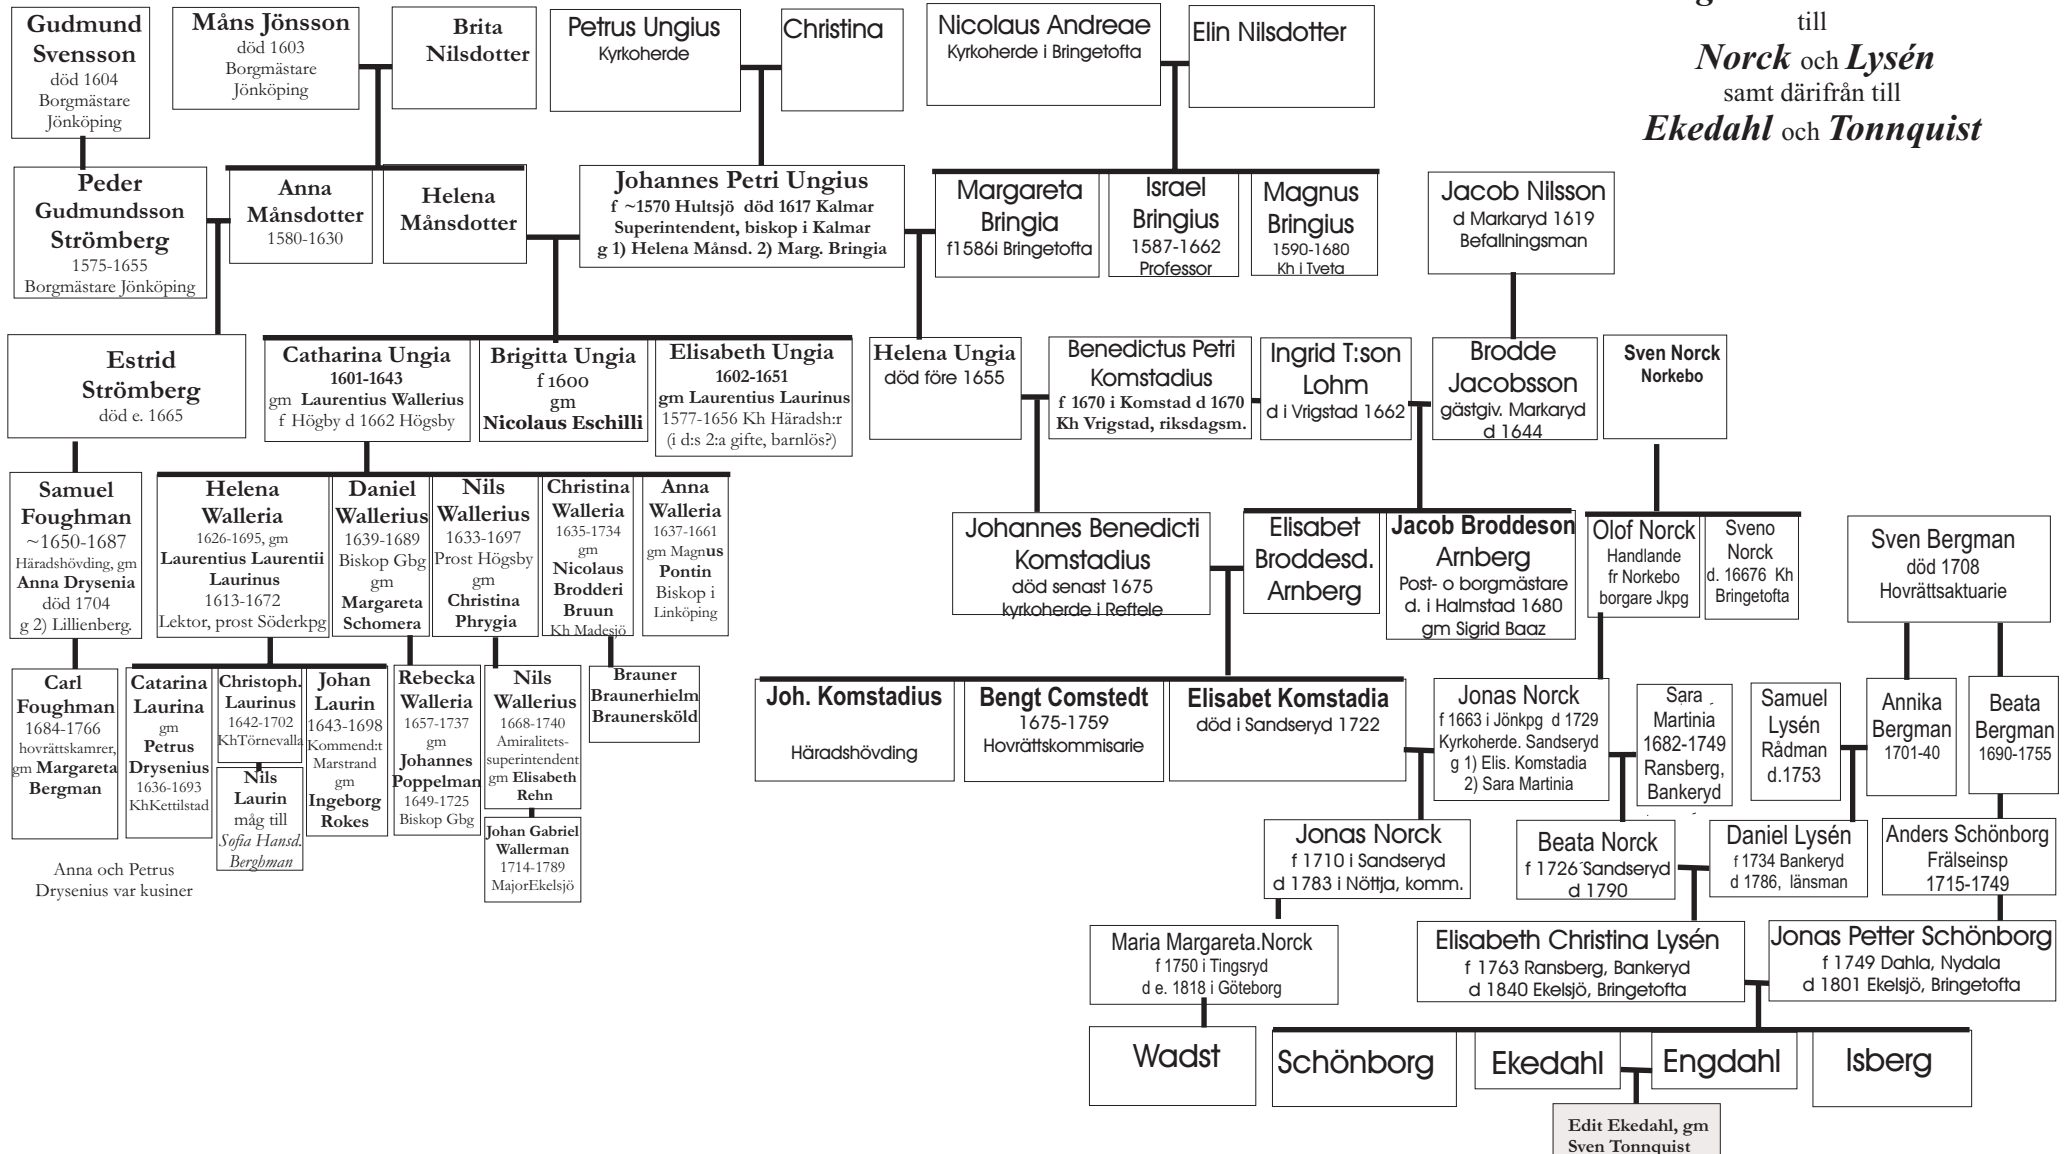 Gudmund
Svensson
död 1604
Borgmästare
Jönköping
Måns Jönsson
död 1603
Borgmästare
Jönköping
Brita
Nilsdotter
Petrus Ungius
Kyrkoherde
Christina
Nicolaus Andreae
Kyrkoherde i Bringetofta
Elin Nilsdotter
till
Norck och Lysén
samt därifrån till
Ekedahl och Tonnquist
Peder
Gudmundsson
Strömberg
1575-1655
Borgmästare Jönköping
Anna
Månsdotter
1580-1630
Helena
Månsdotter
Johannes Petri Ungius
f ~1570 Hultsjö död 1617 Kalmar
Superintendent, biskop i Kalmar
g 1) Helena Månsd. 2) Marg. Bringia
Margareta
Bringia
f1586i Bringetofta
Israel
Bringius
1587-1662
Professor
Magnus
Bringius
1590-1680
Kh i Tveta
Jacob Nilsson
d Markaryd 1619
Befallningsman
Estrid
Strömberg
död e. 1665
Catharina Ungia
1601-1643
gm Laurentius Wallerius
f Högby d 1662 Högsby
Brigitta Ungia
f 1600
gm
Nicolaus Eschilli
Elisabeth Ungia
1602-1651
gm Laurentius Laurinus
1577-1656 Kh Häradsh:r
(i d:s 2:a gifte, barnlös?)
Helena Ungia
död före 1655
Benedictus Petri
Komstadius
f 1670 i Komstad d 1670
Kh Vrigstad, riksdagsm.
Ingrid T:son
Lohm
d i Vrigstad 1662
Brodde
Jacobsson
gästgiv. Markaryd
d 1644
Sven Norck
Norkebo
Samuel
Foughman
~1650-1687
Häradshövding, gm
Anna Drysenia
död 1704
g 2) Lillienberg.
Helena
Walleria
1626-1695, gm
Laurentius Laurentii
Laurinus
1613-1672
Lektor, prost Söderkpg
Daniel
Wallerius
1639-1689
Biskop Gbg
gm
Margareta
Schomera
Nils
Wallerius
1633-1697
Prost Högsby
gm
Christina
Phrygia
Christina
Walleria
1635-1734
gm
Nicolaus
Brodderi
Bruun
Kh Madesjö
Anna
Walleria
1637-1661
gm Magnus
Pontin
Biskop i
Linköping
Johannes Benedicti
Komstadius
död senast 1675
kyrkoherde i Reftele
Elisabet
Broddesd.
Arnberg
Jacob Broddeson
Arnberg
Post- o borgmästare
d. i Halmstad 1680
gm Sigrid Baaz
Olof Norck
Handlande
fr Norkebo
borgare Jkpg
Sveno
Norck
d. 16676 Kh
Bringetofta
Sven Bergman
död 1708
Hovrättsaktuarie
Carl
Foughman
1684-1766
hovrättskamrer,
gm Margareta
Bergman
Catarina
Laurina
gm
Petrus
Drysenius
1636-1693
KhKettilstad
Christoph.
Laurinus
1642-1702
KhTörnevalla
Nils
Laurin
måg till
Sofia Hansd.
Berghman
Johan
Laurin
1643-1698
Kommend:t
Marstrand
gm
Ingeborg
Rokes
Rebecka
Walleria
1657-1737
gm
Johannes
Poppelman
1649-1725
Biskop Gbg
Nils
Wallerius
1668-1740
Amiralitets-
superintendent
gm Elisabeth
Rehn
Johan Gabriel
Wallerman
1714-1789
MajorEkelsjö
Brauner
Braunerhielm
Braunersköld
Anna och Petrus
Drysenius var kusiner
Joh. Komstadius
Häradshövding
Bengt Comstedt
1675-1759
Hovrättskommisarie
Elisabet Komstadia
död i Sandseryd 1722
Jonas Norck
f 1663 i Jönkpg d 1729
Kyrkoherde. Sandseryd
g 1) Elis. Komstadia
2) Sara Martinia
Sara
Martinia
1682-1749
Ransberg,
Bankeryd
Samuel
Lysén
Rådman
d.1753
Annika
Bergman
1701-40
Beata
Bergman
1690-1755
Jonas Norck
f 1710 i Sandseryd
d 1783 i Nöttja, komm.
Beata Norck
f 1726 Sandseryd
d 1790
Daniel Lysén
f 1734 Bankeryd
d 1786, länsman
Anders Schönborg
Frälseinsp
1715-1749
Maria Margareta.Norck
f 1750 i Tingsryd
d e. 1818 i Göteborg
Elisabeth Christina Lysén
f 1763 Ransberg, Bankeryd
d 1840 Ekelsjö, Bringetofta
Jonas Petter Schönborg
f 1749 Dahla, Nydala
d 1801 Ekelsjö, Bringetofta
Wadst
Schönborg
Ekedahl
Engdahl
Isberg
Edit Ekedahl, gm
Sven Tonnquist